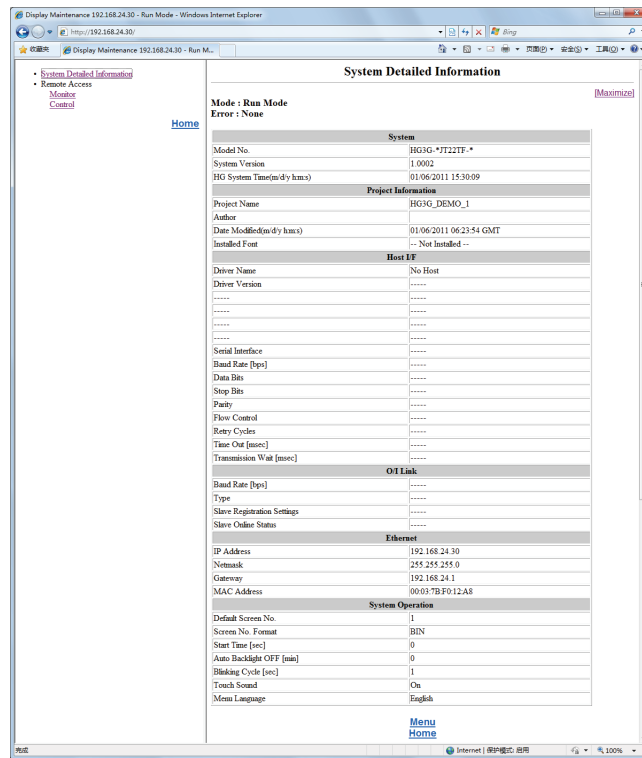 Display Maintenance 192.168.24.30 - Run Mode - Windows Internet Explorer
http://192.168.24.30/
Bing
收藏夹
Display Maintenance 192.168.24.30 - Run M...
页面(P)
安全(S)
工具(O)
System Detailed Information
Remote Access
Monitor
Control
Home
System Detailed Information
[Maximize]
Mode : Run Mode
Error : None
System
Model No. HG3G-*JT22TF-*
System Version 1.0002
HG System Time(m/d/y h:m:s) 01/06/2011 15:30:09
Project Information
Project Name HG3G_DEMO_1
Author
Date Modified(m/d/y h:m:s) 01/06/2011 06:23:54 GMT
Installed Font -- Not Installed --
Host I/F
Driver Name No Host
Driver Version -----
----- -----
----- -----
----- -----
----- -----
Serial Interface -----
Baud Rate [bps] -----
Data Bits -----
Stop Bits -----
Parity -----
Flow Control -----
Retry Cycles -----
Time Out [msec] -----
Transmission Wait [msec] -----
O/I Link
Baud Rate [bps] -----
Type -----
Slave Registration Settings -----
Slave Online Status -----
Ethernet
IP Address 192.168.24.30
Netmask 255.255.255.0
Gateway 192.168.24.1
MAC Address 00:03:7B:F0:12:A8
System Operation
Default Screen No. 1
Screen No. Format BIN
Start Time [sec] 0
Auto Backlight OFF [min] 0
Blinking Cycle [sec] 1
Touch Sound On
Menu Language English
Menu
Home
完成
Internet | 保护模式: 启用
100%